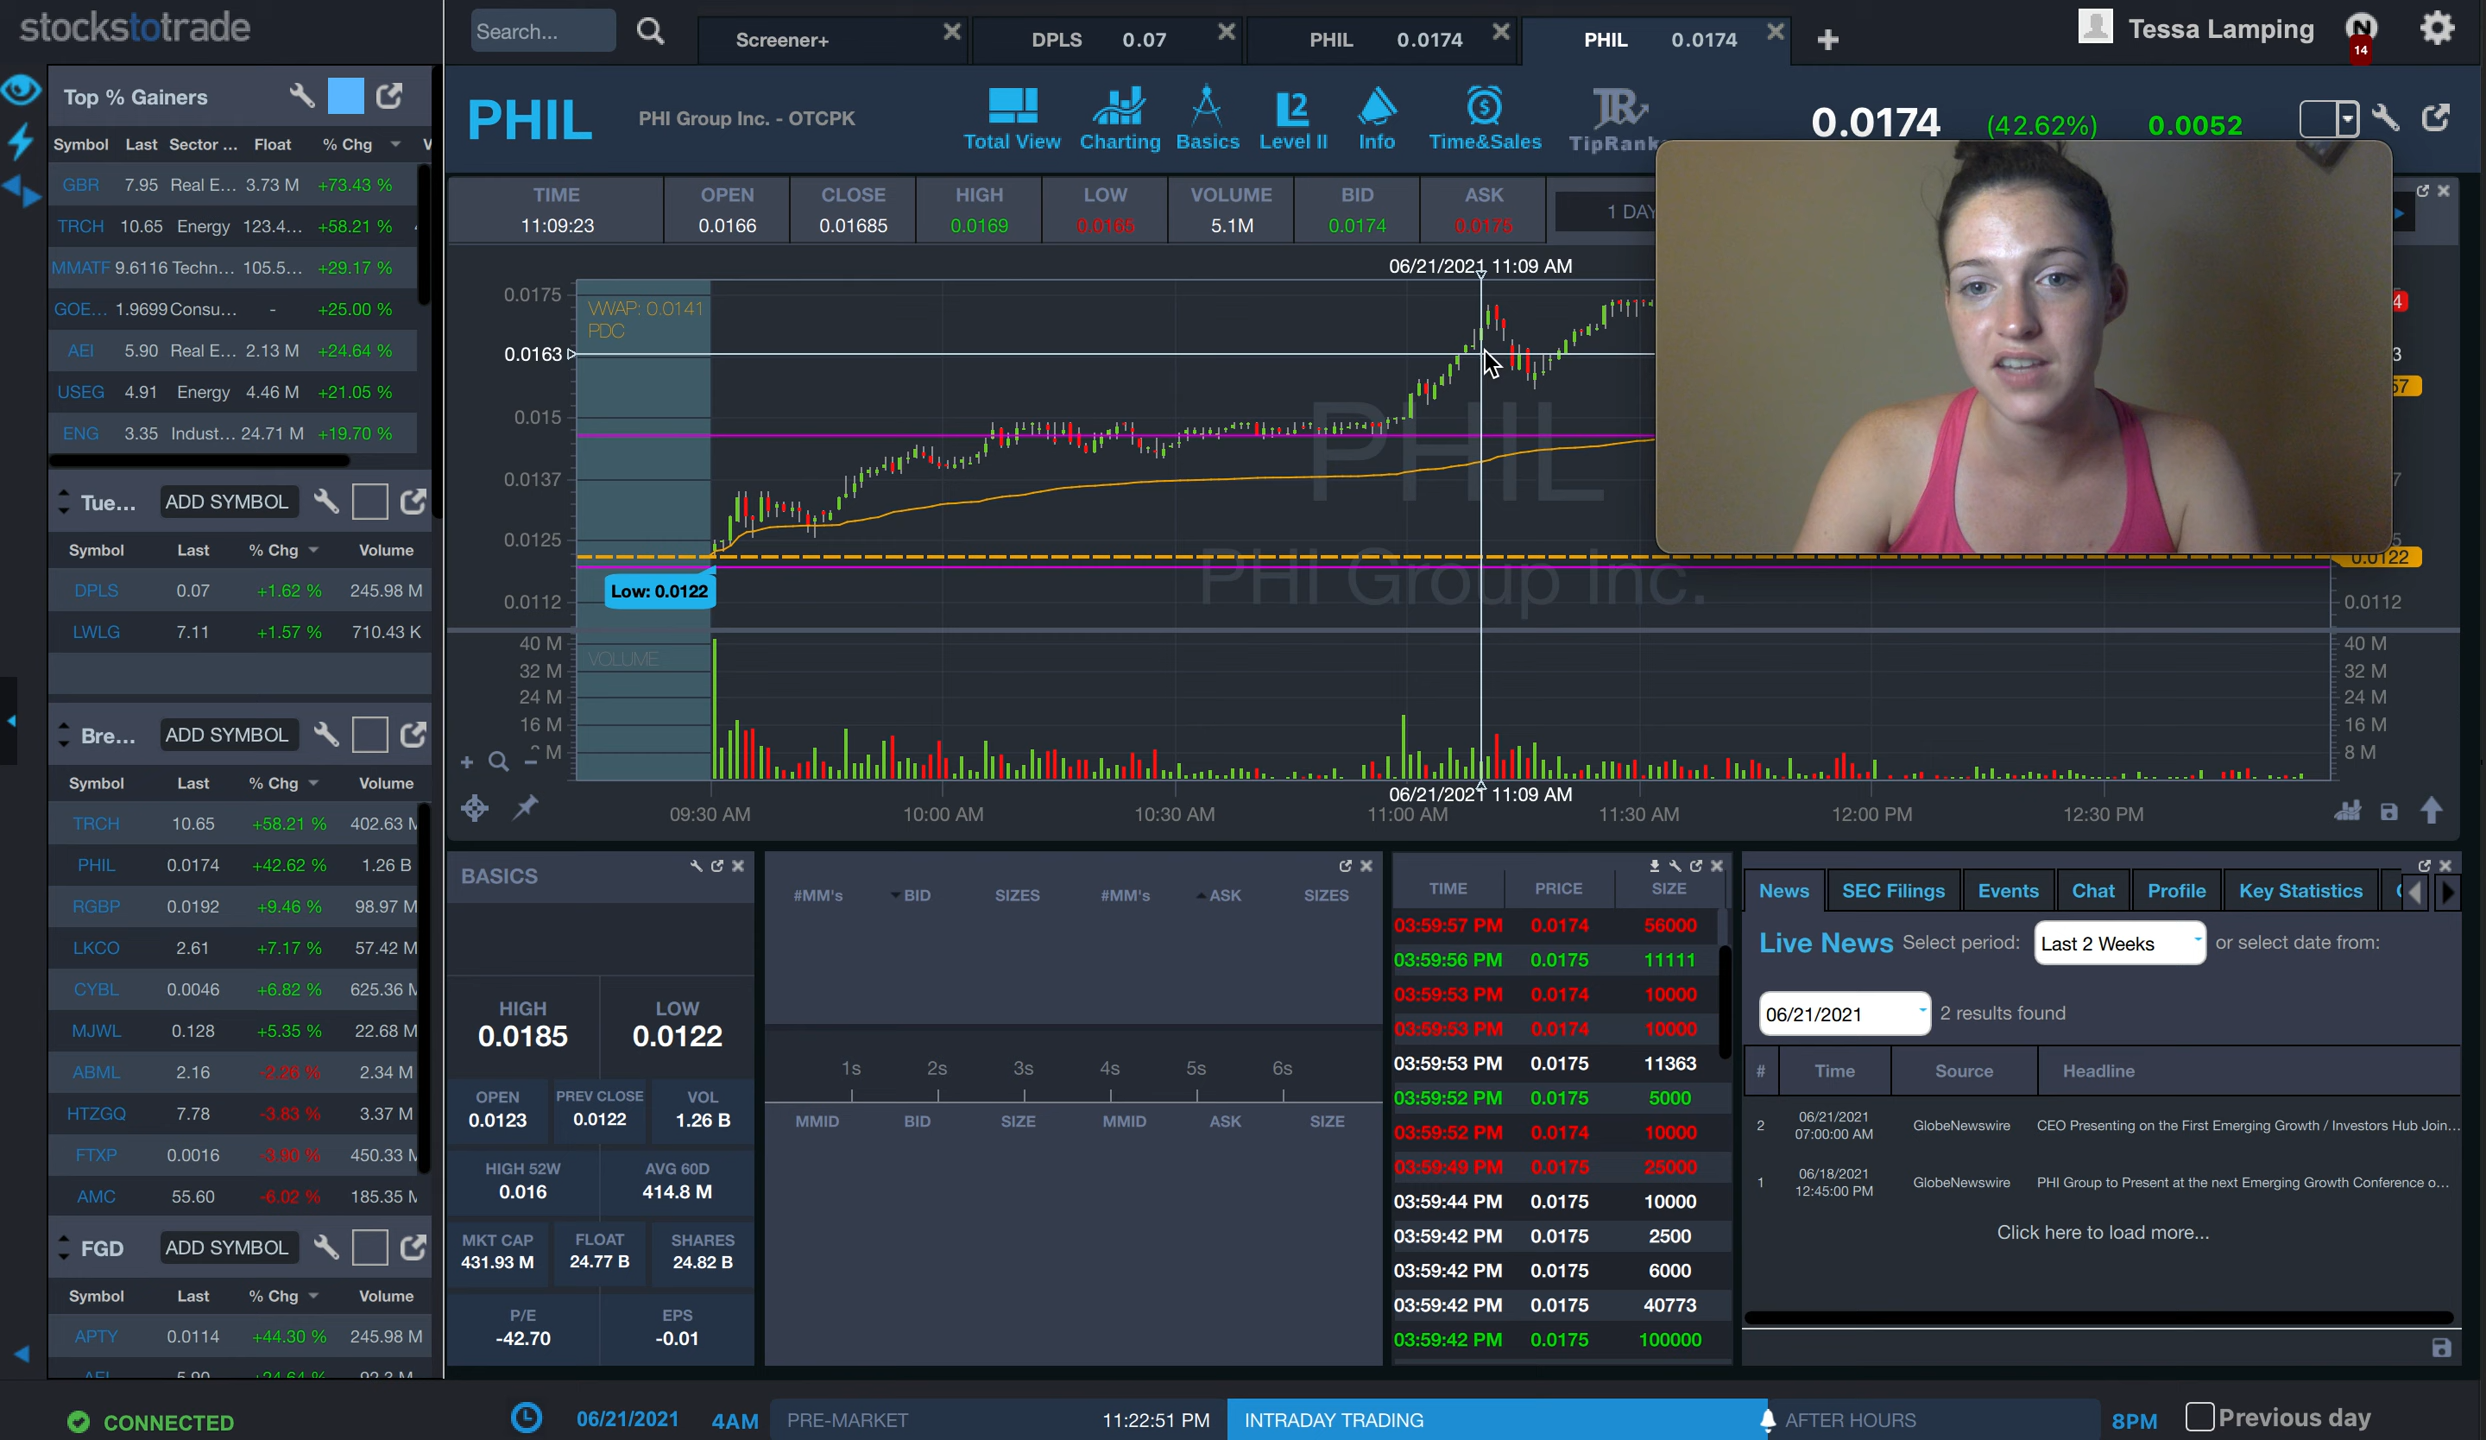 stockstotrade
Search...
Screener+
DPLS 0.07
PHIL 0.0174
PHIL 0.0174
Tessa Lamping
N
14
Top % Gainers
Symbol Last Sector ... Float % Chg
GBR 7.95 Real E... 3.73 M +73.43 %
TRCH 10.65 Energy 123.4... +58.21 %
MMATF 9.6116 Techn... 105.5... +29.17 %
GOE... 1.9699 Consu... - +25.00 %
AEI 5.90 Real E... 2.13 M +24.64 %
USEG 4.91 Energy 4.46 M +21.05 %
ENG 3.35 Indust... 24.71 M +19.70 %
Tue... ADD SYMBOL
Symbol Last % Chg Volume
DPLS 0.07 +1.62 % 245.98 M
LWLG 7.11 +1.57 % 710.43 K
Bre... ADD SYMBOL
Symbol Last % Chg Volume
TRCH 10.65 +58.21 % 402.63 M
PHIL 0.0174 +42.62 % 1.26 B
RGBP 0.0192 +9.46 % 98.97 M
LKCO 2.61 +7.17 % 57.42 M
CYBL 0.0046 +6.82 % 625.36 M
MJWL 0.128 +5.35 % 22.68 M
ABML 2.16 -2.26 % 2.34 M
HTZGQ 7.78 -3.83 % 3.37 M
FTXP 0.0016 -3.90 % 450.33 M
AMC 55.60 -6.02 % 185.35 M
FGD ADD SYMBOL
Symbol Last % Chg Volume
APTY 0.0114 +44.30 % 245.98 M
PHIL PHI Group Inc. - OTCPK
Total View
Charting
Basics
L2
Level II
Info
Time&Sales
TipRank
0.0174 (42.62%) 0.0052
TIME OPEN CLOSE HIGH LOW VOLUME BID ASK
11:09:23 0.0166 0.01685 0.0169 0.0165 5.1M 0.0174 0.0175
1 DAY
06/21/2021 11:09 AM
VWAP: 0.0141
PDC
0.0175
0.0163
0.015
0.0137
0.0125
0.0112
Low: 0.0122
PHIL
PHI Group Inc.
0.0122
0.0112
VOLUME
40 M
32 M
24 M
16 M
40 M
32 M
24 M
16 M
8 M
06/21/2021 11:09 AM
09:30 AM 10:00 AM 10:30 AM 11:00 AM 11:30 AM 12:00 PM 12:30 PM
BASICS
HIGH LOW
0.0185 0.0122
OPEN PREV CLOSE VOL
0.0123 0.0122 1.26 B
HIGH 52W AVG 60D
0.016 414.8 M
MKT CAP FLOAT SHARES
431.93 M 24.77 B 24.82 B
P/E EPS
-42.70 -0.01
#MM's BID SIZES #MM's ASK SIZES
1s 2s 3s 4s 5s 6s
MMID BID SIZE MMID ASK SIZE
TIME PRICE SIZE
03:59:57 PM 0.0174 56000
03:59:56 PM 0.0175 11111
03:59:53 PM 0.0174 10000
03:59:53 PM 0.0174 10000
03:59:53 PM 0.0175 11363
03:59:52 PM 0.0175 5000
03:59:52 PM 0.0174 10000
03:59:49 PM 0.0175 25000
03:59:44 PM 0.0175 10000
03:59:42 PM 0.0175 2500
03:59:42 PM 0.0175 6000
03:59:42 PM 0.0175 40773
03:59:42 PM 0.0175 100000
News SEC Filings Events Chat Profile Key Statistics
Live News Select period: Last 2 Weeks or select date from:
06/21/2021 2 results found
# Time Source Headline
2 06/21/2021 07:00:00 AM GlobeNewswire CEO Presenting on the First Emerging Growth / Investors Hub Join...
1 06/18/2021 12:45:00 PM GlobeNewswire PHI Group to Present at the next Emerging Growth Conference o...
Click here to load more...
CONNECTED
06/21/2021 4AM PRE-MARKET 11:22:51 PM INTRADAY TRADING AFTER HOURS 8PM Previous day